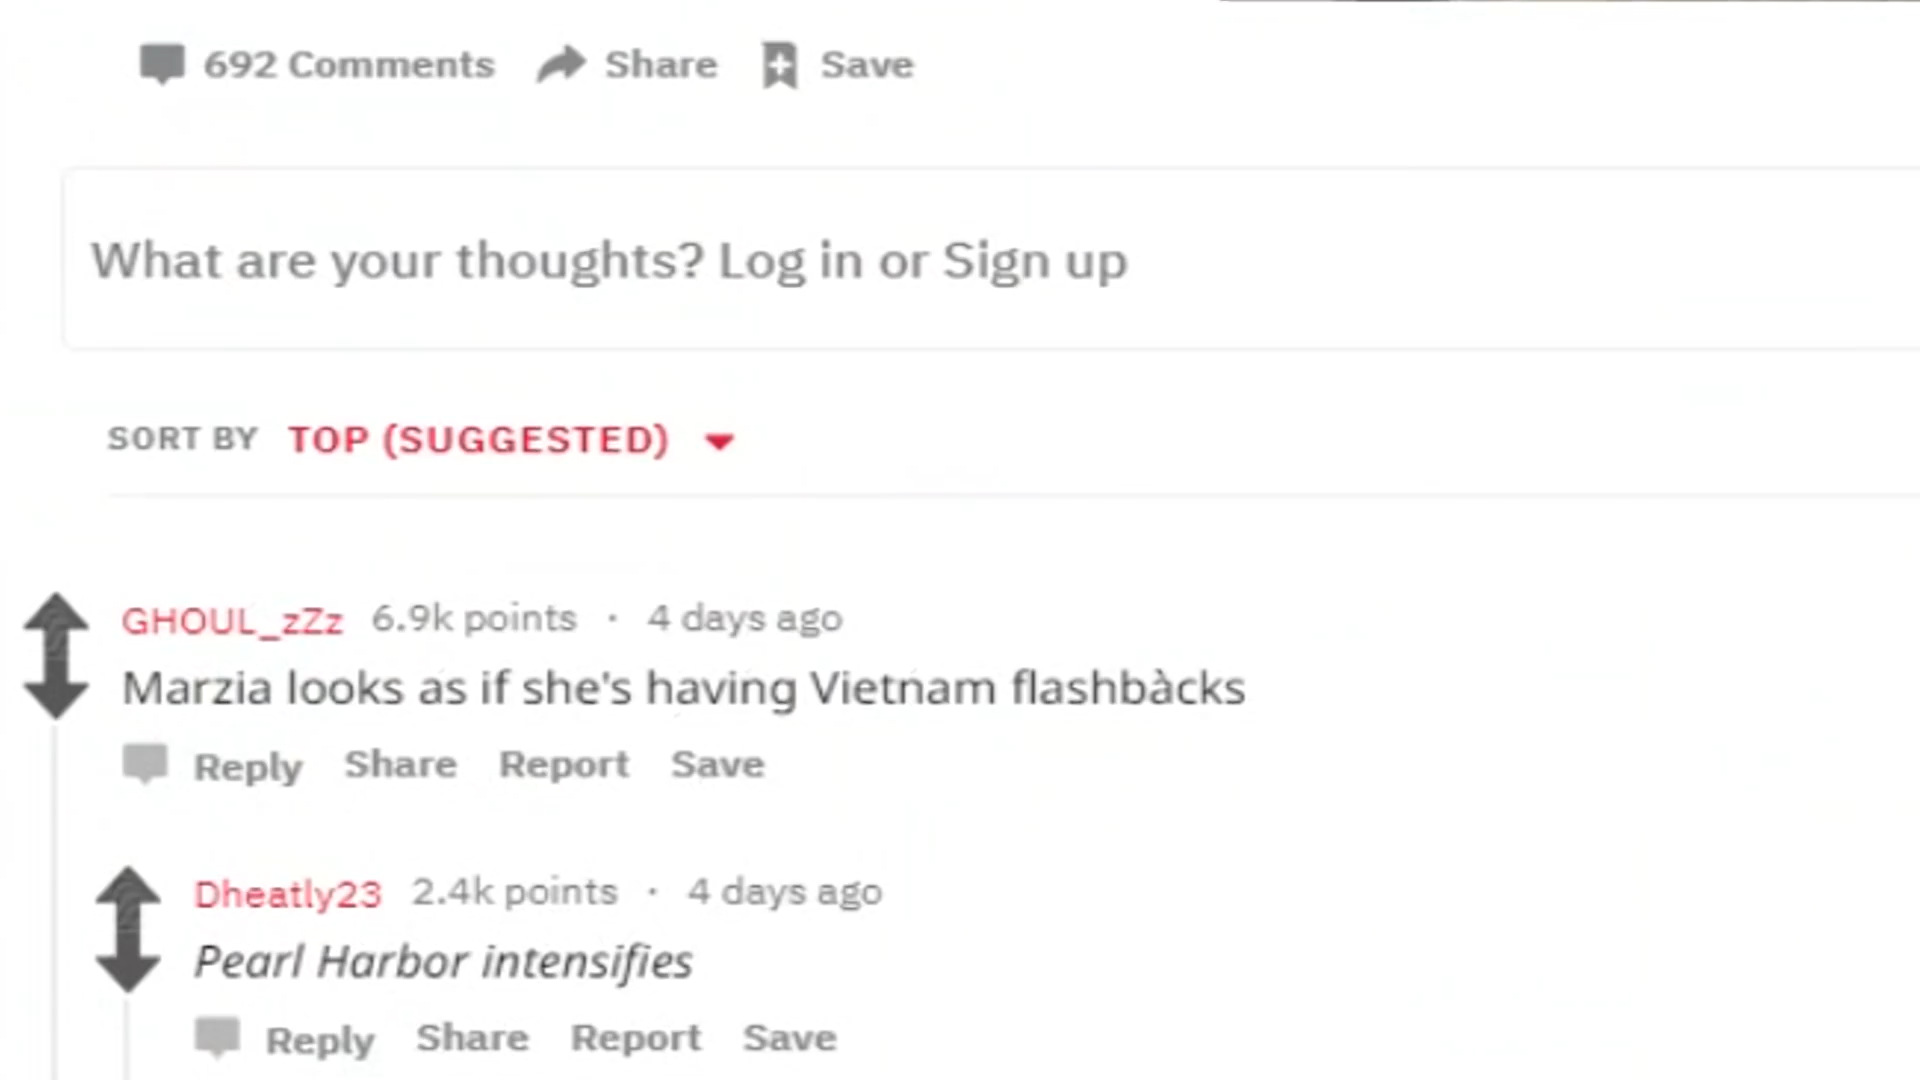 692 Comments Share Save
What are your thoughts? Log in or Sign up
SORT BY TOP (SUGGESTED)
GHOUL_zZz 6.9k points · 4 days ago
Marzia looks as if she's having Vietnam flashbàcks
Reply Share Report Save
Dheatly23 2.4k points · 4 days ago
Pearl Harbor intensifies
Reply Share Report Save